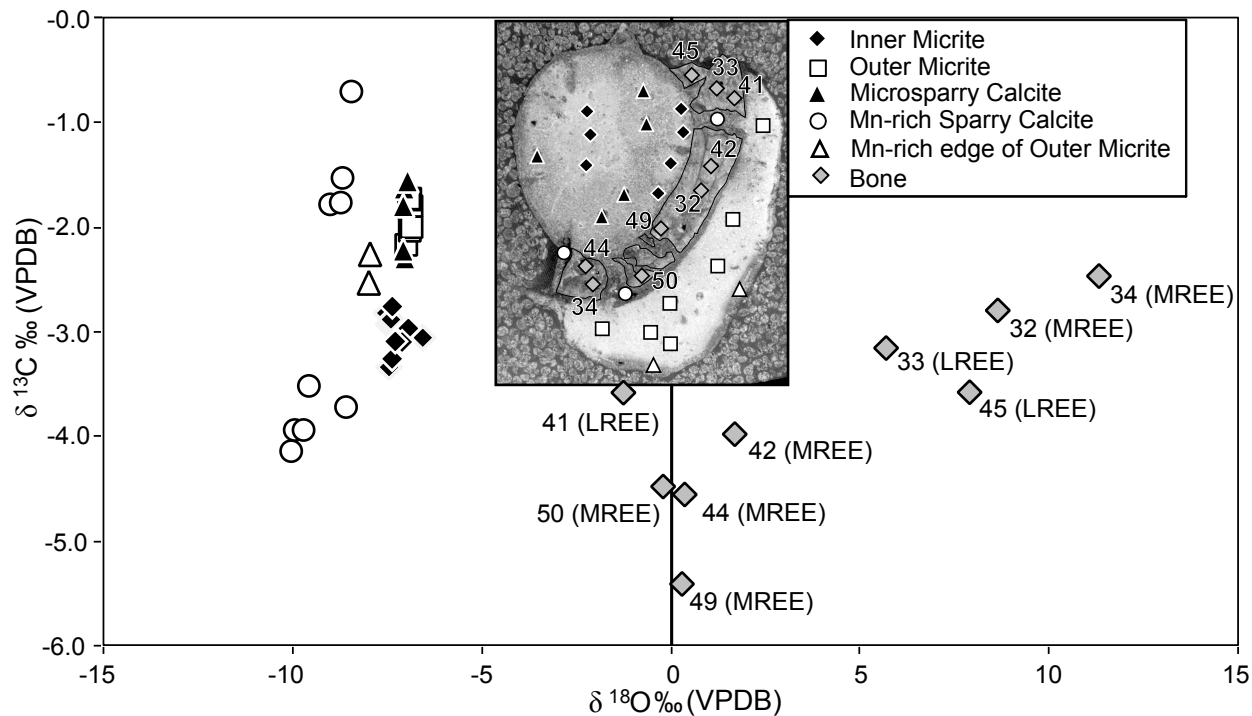 -0.0
-1.0
-2.0
-3.0
-4.0
-5.0
-6.0
δ 13C ‰ (VPDB)
-15
-10
-5
0
5
10
15
δ 18O‰ (VPDB)
Inner Micrite
Outer Micrite
Microsparry Calcite
Mn-rich Sparry Calcite
Mn-rich edge of Outer Micrite
Bone
45
33
41
42
32
49
44
50
34
34 (MREE)
32 (MREE)
33 (LREE)
45 (LREE)
41 (LREE)
42 (MREE)
50 (MREE)
44 (MREE)
49 (MREE)